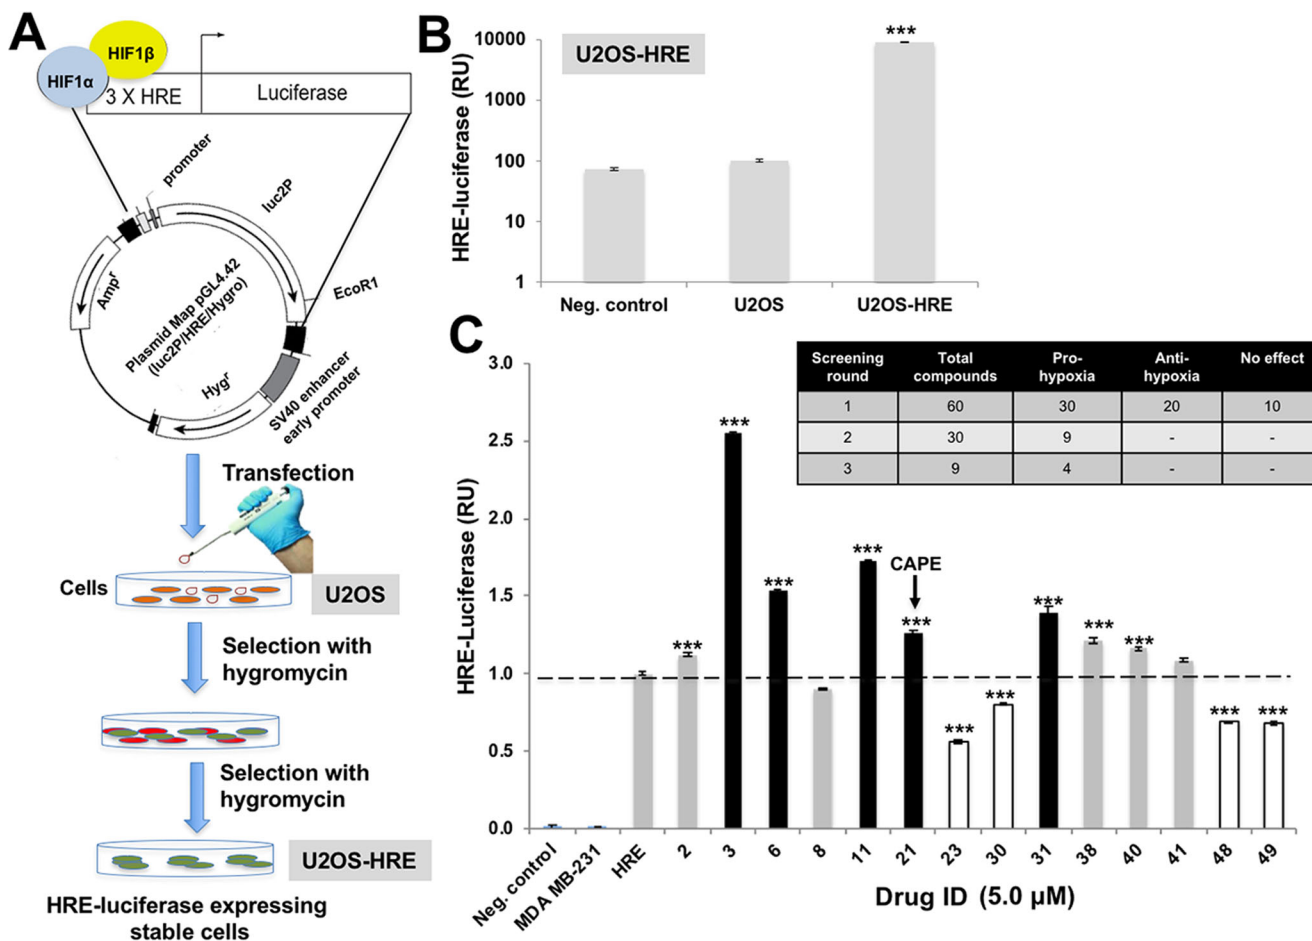 A
HIF1β
HIF1α
3 X HRE
Luciferase
promoter
luc2P
Ampʳ
Plasmid Map pGL4.42
(luc2P/HRE/Hygro)
EcoR1
Hygʳ
SV40 enhancer
early promoter
Transfection
Cells
U2OS
Selection with
hygromycin
Selection with
hygromycin
U2OS-HRE
HRE-luciferase expressing
stable cells
B
U2OS-HRE
HRE-luciferase (RU)
10000
1000
100
10
1
***
Neg. control
U2OS
U2OS-HRE
C
HRE-Luciferase (RU)
3.0
2.5
2.0
1.5
1.0
0.5
0.0
Screening round Total compounds Pro-hypoxia Anti-hypoxia No effect
1 60 30 20 10
2 30 9 - -
3 9 4 - -
***
***
***
***
CAPE
***
***
***
***
***
***
***
***
Neg. control
MDA MB-231
HRE
2
3
6
8
11
21
23
30
31
38
40
41
48
49
Drug ID (5.0 µM)